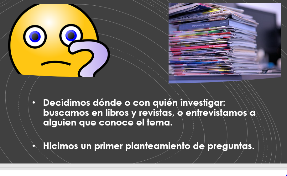 • Decidimos dónde o con quién investigar:
buscamos en libros y revistas, o entrevistamos a
alguien que conoce el tema.
• Hicimos un primer planteamiento de preguntas.